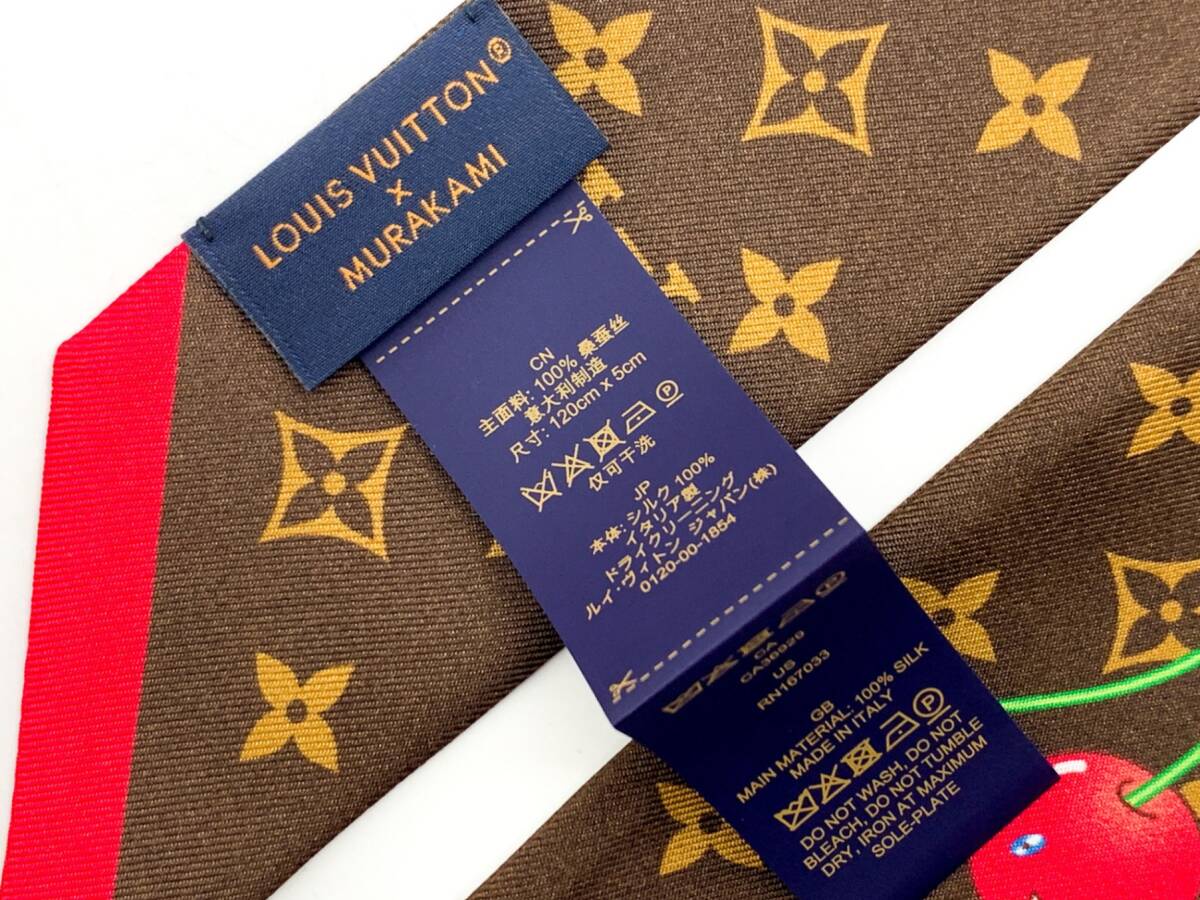 LOUIS VUITTON®
x
MURAKAMI
CN
主面料: 100% 桑蚕丝
意大利制造
尺寸: 120cm x 5cm
P
仅可干洗
JP
本体: シルク 100%
イタリア製
ドライクリーニング
ルイ・ヴィトン ジャパン(株)
0120-00-1854
CA
US
RN167033
GB
MAIN MATERIAL: 100% SILK
MADE IN ITALY
P
DO NOT WASH, DO NOT
BLEACH, DO NOT TUMBLE
DRY, IRON AT MAXIMUM
SOLE-PLATE